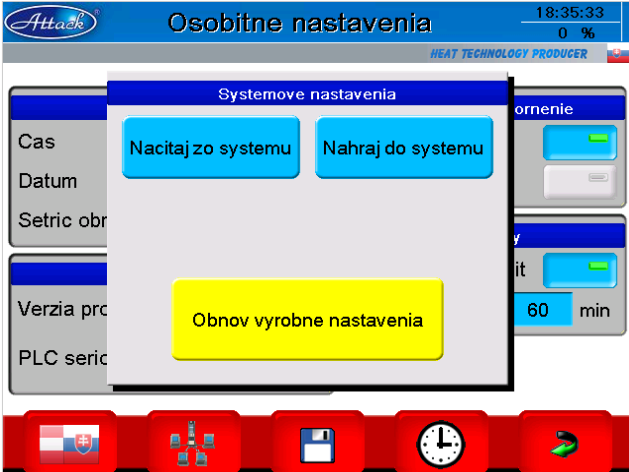 Attack
Osobitne nastavenia
18:35:33
0 %
HEAT TECHNOLOGY PRODUCER
Systemove nastavenia
Nacitaj zo systemu
Nahraj do systemu
Obnov vyrobne nastavenia
Cas
Datum
Setric obr
Verzia pro
PLC serio
ornenie
y
it
60 min